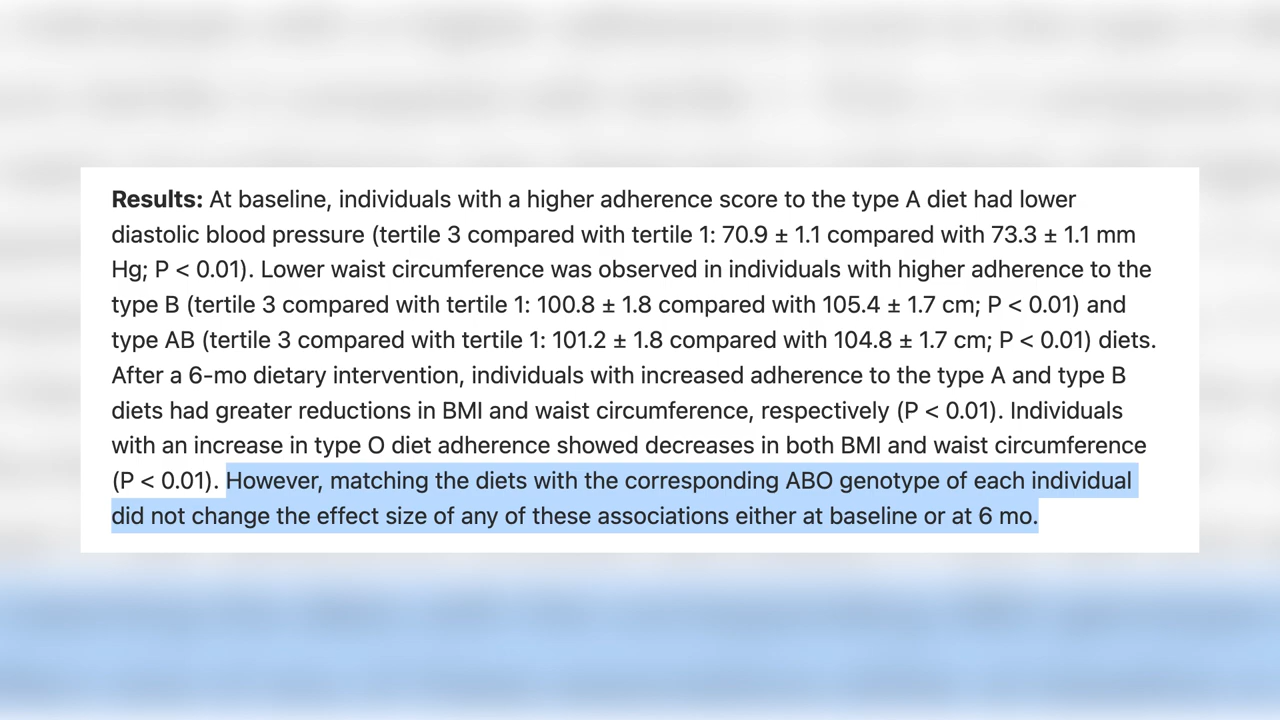 Results: At baseline, individuals with a higher adherence score to the type A diet had lower
diastolic blood pressure (tertile 3 compared with tertile 1: 70.9 ± 1.1 compared with 73.3 ± 1.1 mm
Hg; P < 0.01). Lower waist circumference was observed in individuals with higher adherence to the
type B (tertile 3 compared with tertile 1: 100.8 ± 1.8 compared with 105.4 ± 1.7 cm; P < 0.01) and
type AB (tertile 3 compared with tertile 1: 101.2 ± 1.8 compared with 104.8 ± 1.7 cm; P < 0.01) diets.
After a 6-mo dietary intervention, individuals with increased adherence to the type A and type B
diets had greater reductions in BMI and waist circumference, respectively (P < 0.01). Individuals
with an increase in type O diet adherence showed decreases in both BMI and waist circumference
(P < 0.01). However, matching the diets with the corresponding ABO genotype of each individual
did not change the effect size of any of these associations either at baseline or at 6 mo.